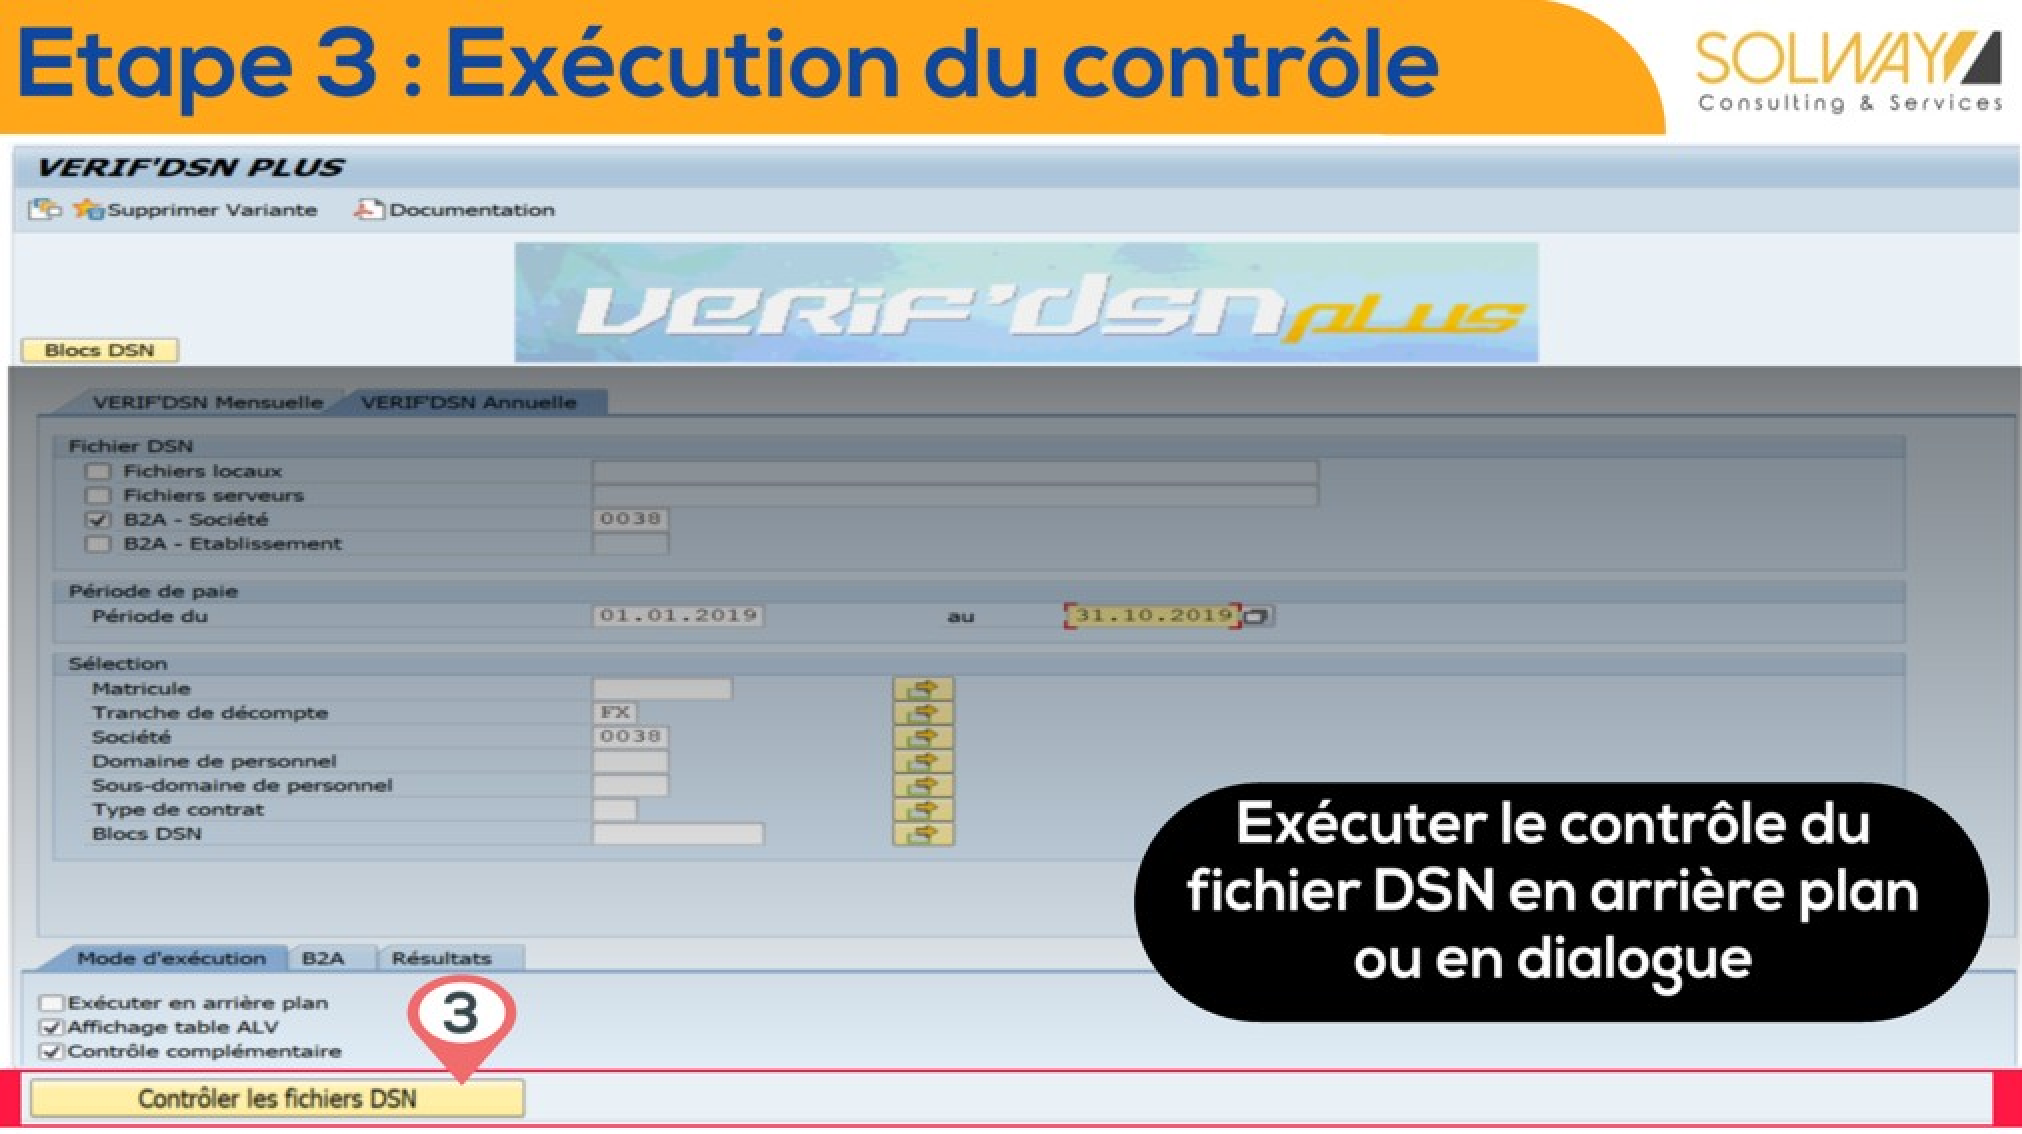 Etape 3 : Exécution du contrôle
SOLWAY
Consulting & Services
VERIF'DSN PLUS
Supprimer Variante Documentation
VERIF'DSN PLUS
Blocs DSN
VERIF'DSN Mensuelle VERIF'DSN Annuelle
Fichier DSN
Fichiers locaux
Fichiers serveurs
B2A - Société 0038
B2A - Etablissement
Période de paie
Période du 01.01.2019 au 31.10.2019
Sélection
Matricule
Tranche de décompte FX
Société 0038
Domaine de personnel
Sous-domaine de personnel
Type de contrat
Blocs DSN
Exécuter le contrôle du
fichier DSN en arrière plan
ou en dialogue
Mode d'exécution B2A Résultats
Exécuter en arrière plan
Affichage table ALV
Contrôle complémentaire
3
Contrôler les fichiers DSN